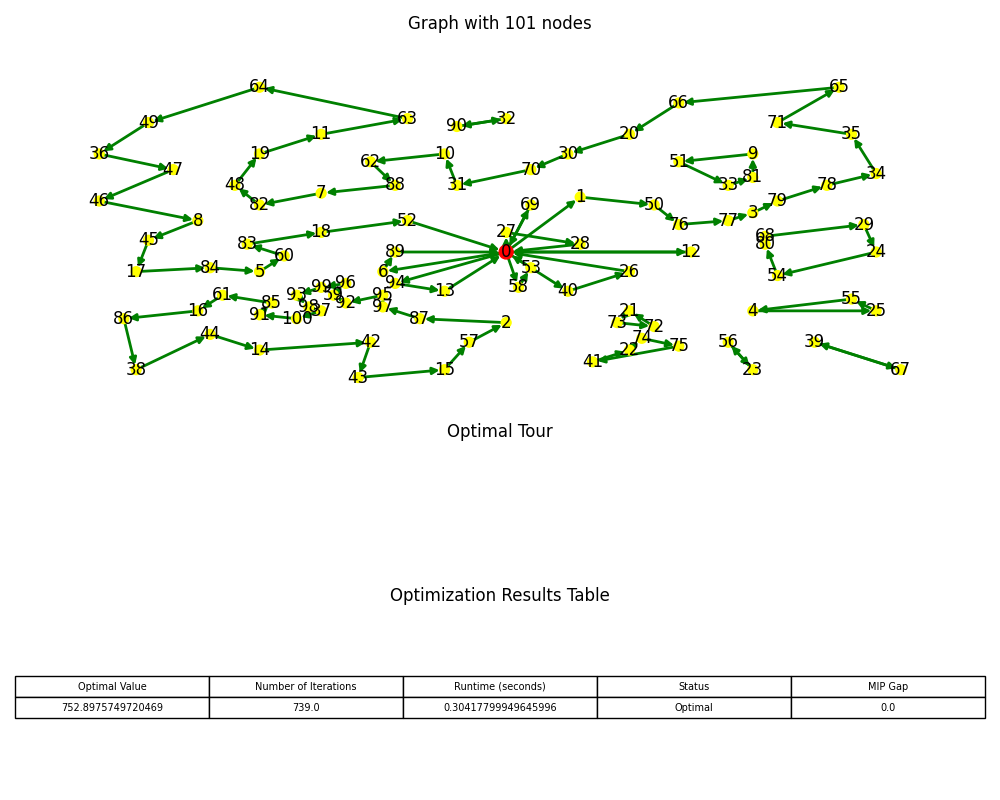 Graph with 101 nodes
64 65
66
49 63 90 32 71
11 20 35
36 19 62 10 30 51 9
47 70 34
48 7 88 31 33 81 78
46 82 69 1 50 3 79
8 52 76 77 29
83 18 27 68
45 28 80
60 89 0 12 24
17 84 5 6 53 26 54
99 96 94 13 58 40
61 85 93 59 92 95 55
16 91 98 37 97 21 4 25
86 100 87 2 73 72
44 14 42 57 22 74 75 56 39
38 43 15 41 23 67
Optimal Tour
Optimization Results Table
Optimal Value Number of Iterations Runtime (seconds) Status MIP Gap
752.8975749720469 739.0 0.30417799949645996 Optimal 0.0